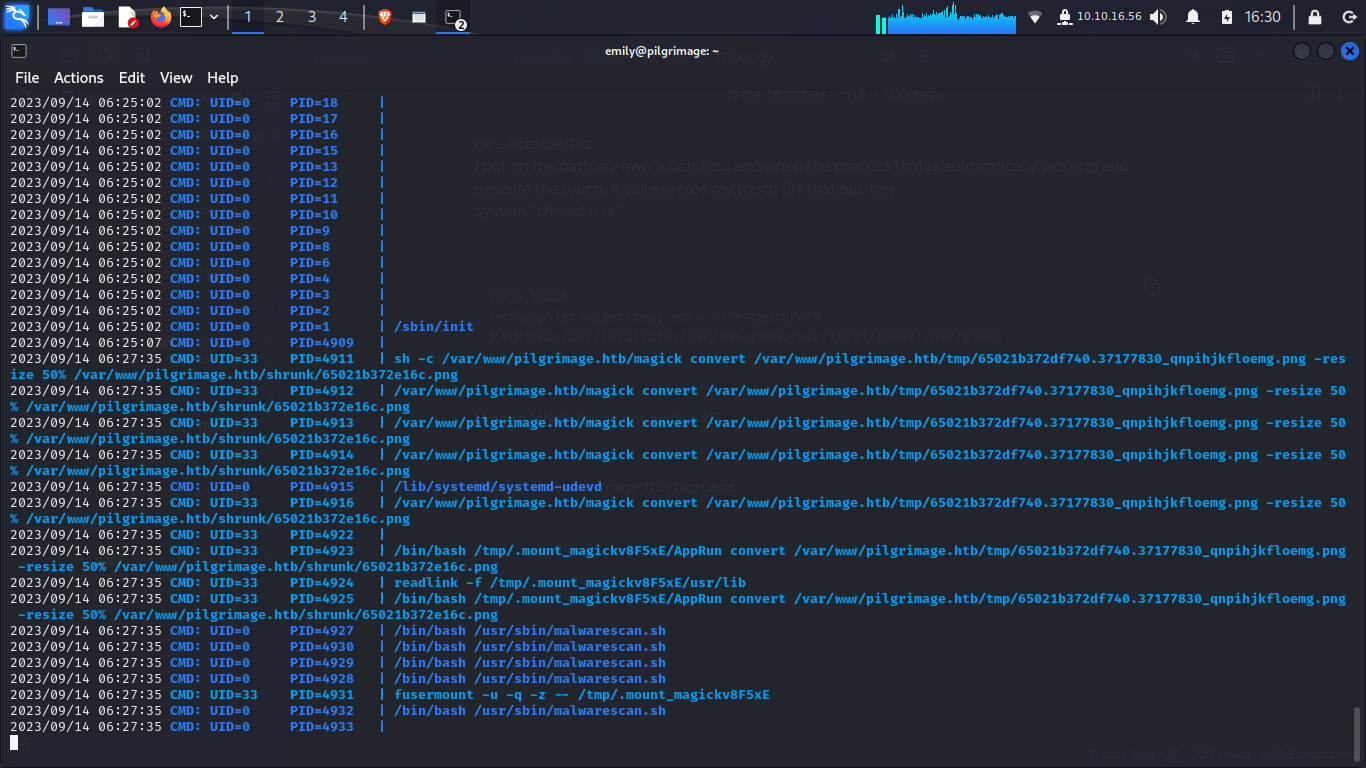 1 2 3 4 2 10.10.16.56 16:30
emily@pilgrimage: ~
File Actions Edit View Help
2023/09/14 06:25:02 CMD: UID=0 PID=18 |
2023/09/14 06:25:02 CMD: UID=0 PID=17 |
2023/09/14 06:25:02 CMD: UID=0 PID=16 |
2023/09/14 06:25:02 CMD: UID=0 PID=15 |
2023/09/14 06:25:02 CMD: UID=0 PID=13 |
2023/09/14 06:25:02 CMD: UID=0 PID=12 |
2023/09/14 06:25:02 CMD: UID=0 PID=11 |
2023/09/14 06:25:02 CMD: UID=0 PID=10 |
2023/09/14 06:25:02 CMD: UID=0 PID=9 |
2023/09/14 06:25:02 CMD: UID=0 PID=8 |
2023/09/14 06:25:02 CMD: UID=0 PID=6 |
2023/09/14 06:25:02 CMD: UID=0 PID=4 |
2023/09/14 06:25:02 CMD: UID=0 PID=3 |
2023/09/14 06:25:02 CMD: UID=0 PID=2 |
2023/09/14 06:25:02 CMD: UID=0 PID=1 | /sbin/init
2023/09/14 06:25:07 CMD: UID=0 PID=4909 |
2023/09/14 06:27:35 CMD: UID=33 PID=4911 | sh -c /var/www/pilgrimage.htb/magick convert /var/www/pilgrimage.htb/tmp/65021b372df740.37177830_qnpihjkfloemg.png -res
ize 50% /var/www/pilgrimage.htb/shrunk/65021b372e16c.png
2023/09/14 06:27:35 CMD: UID=33 PID=4912 | /var/www/pilgrimage.htb/magick convert /var/www/pilgrimage.htb/tmp/65021b372df740.37177830_qnpihjkfloemg.png -resize 50
% /var/www/pilgrimage.htb/shrunk/65021b372e16c.png
2023/09/14 06:27:35 CMD: UID=33 PID=4913 | /var/www/pilgrimage.htb/magick convert /var/www/pilgrimage.htb/tmp/65021b372df740.37177830_qnpihjkfloemg.png -resize 50
% /var/www/pilgrimage.htb/shrunk/65021b372e16c.png
2023/09/14 06:27:35 CMD: UID=33 PID=4914 | /var/www/pilgrimage.htb/magick convert /var/www/pilgrimage.htb/tmp/65021b372df740.37177830_qnpihjkfloemg.png -resize 50
% /var/www/pilgrimage.htb/shrunk/65021b372e16c.png
2023/09/14 06:27:35 CMD: UID=0 PID=4915 | /lib/systemd/systemd-udevd
2023/09/14 06:27:35 CMD: UID=33 PID=4916 | /var/www/pilgrimage.htb/magick convert /var/www/pilgrimage.htb/tmp/65021b372df740.37177830_qnpihjkfloemg.png -resize 50
% /var/www/pilgrimage.htb/shrunk/65021b372e16c.png
2023/09/14 06:27:35 CMD: UID=33 PID=4922 |
2023/09/14 06:27:35 CMD: UID=33 PID=4923 | /bin/bash /tmp/.mount_magickv8F5xE/AppRun convert /var/www/pilgrimage.htb/tmp/65021b372df740.37177830_qnpihjkfloemg.png
-resize 50% /var/www/pilgrimage.htb/shrunk/65021b372e16c.png
2023/09/14 06:27:35 CMD: UID=33 PID=4924 | readlink -f /tmp/.mount_magickv8F5xE/usr/lib
2023/09/14 06:27:35 CMD: UID=33 PID=4925 | /bin/bash /tmp/.mount_magickv8F5xE/AppRun convert /var/www/pilgrimage.htb/tmp/65021b372df740.37177830_qnpihjkfloemg.png
-resize 50% /var/www/pilgrimage.htb/shrunk/65021b372e16c.png
2023/09/14 06:27:35 CMD: UID=0 PID=4927 | /bin/bash /usr/sbin/malwarescan.sh
2023/09/14 06:27:35 CMD: UID=0 PID=4930 | /bin/bash /usr/sbin/malwarescan.sh
2023/09/14 06:27:35 CMD: UID=0 PID=4929 | /bin/bash /usr/sbin/malwarescan.sh
2023/09/14 06:27:35 CMD: UID=0 PID=4928 | /bin/bash /usr/sbin/malwarescan.sh
2023/09/14 06:27:35 CMD: UID=33 PID=4931 | fusermount -u -q -z -- /tmp/.mount_magickv8F5xE
2023/09/14 06:27:35 CMD: UID=0 PID=4932 | /bin/bash /usr/sbin/malwarescan.sh
2023/09/14 06:27:35 CMD: UID=0 PID=4933 |